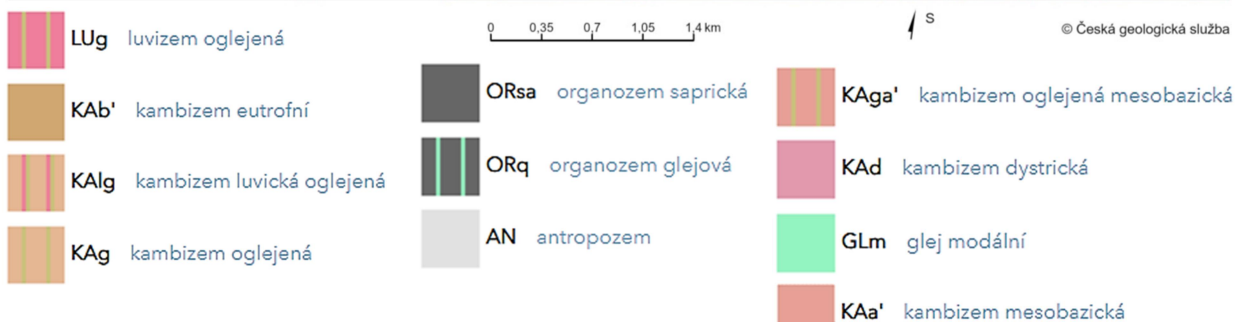 LUg luvizem oglejená
KAb' kambizem eutrofní
KAlg kambizem luvická oglejená
KAg kambizem oglejená
0 0,35 0,7 1,05 1,4 km
ORsa organozem saprická
ORq organozem glejová
AN antropozem
S
© Česká geologická služba
KAga' kambizem oglejená mesobazická
KAd kambizem dystrická
GLm glej modální
KAa' kambizem mesobazická